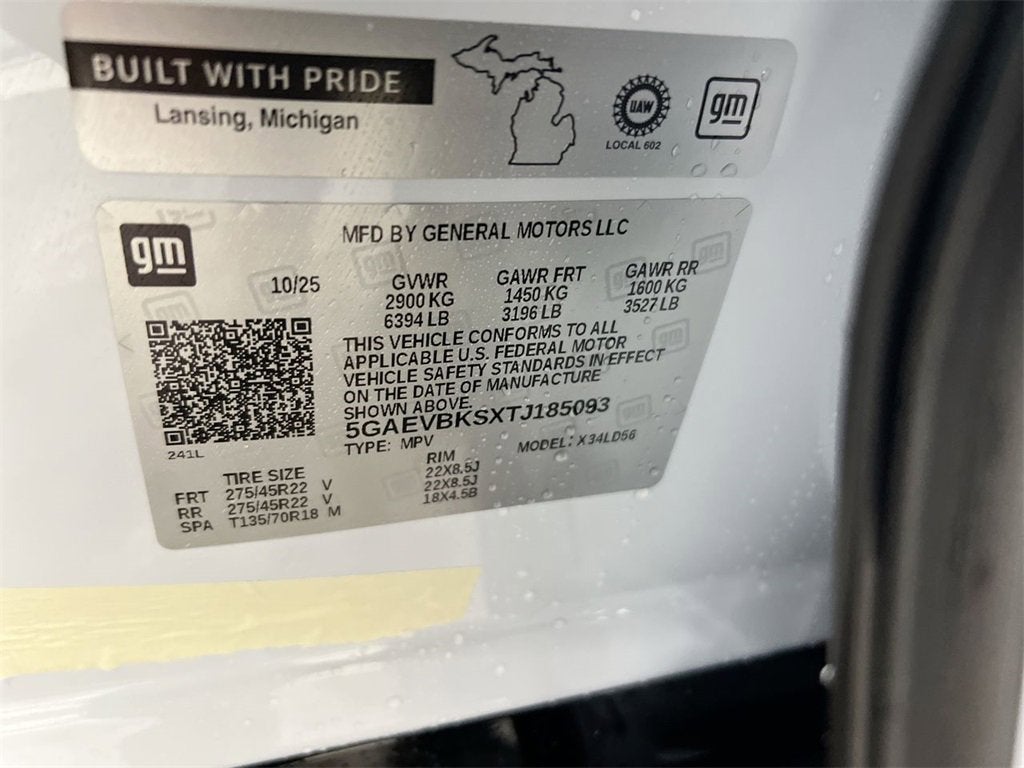 BUILT WITH PRIDE
Lansing, Michigan
UAW
LOCAL 602
gm
gm
MFD BY GENERAL MOTORS LLC
10/25
GVWR GAWR FRT GAWR RR
2900 KG 1450 KG 1600 KG
6394 LB 3196 LB 3527 LB
THIS VEHICLE CONFORMS TO ALL
APPLICABLE U.S. FEDERAL MOTOR
VEHICLE SAFETY STANDARDS IN EFFECT
ON THE DATE OF MANUFACTURE
SHOWN ABOVE.
5GAEVBKSXTJ185093
TYPE: MPV MODEL: X34LD56
241L
TIRE SIZE RIM
FRT 275/45R22 V 22X8.5J
RR 275/45R22 V 22X8.5J
SPA T135/70R18 M 18X4.5B